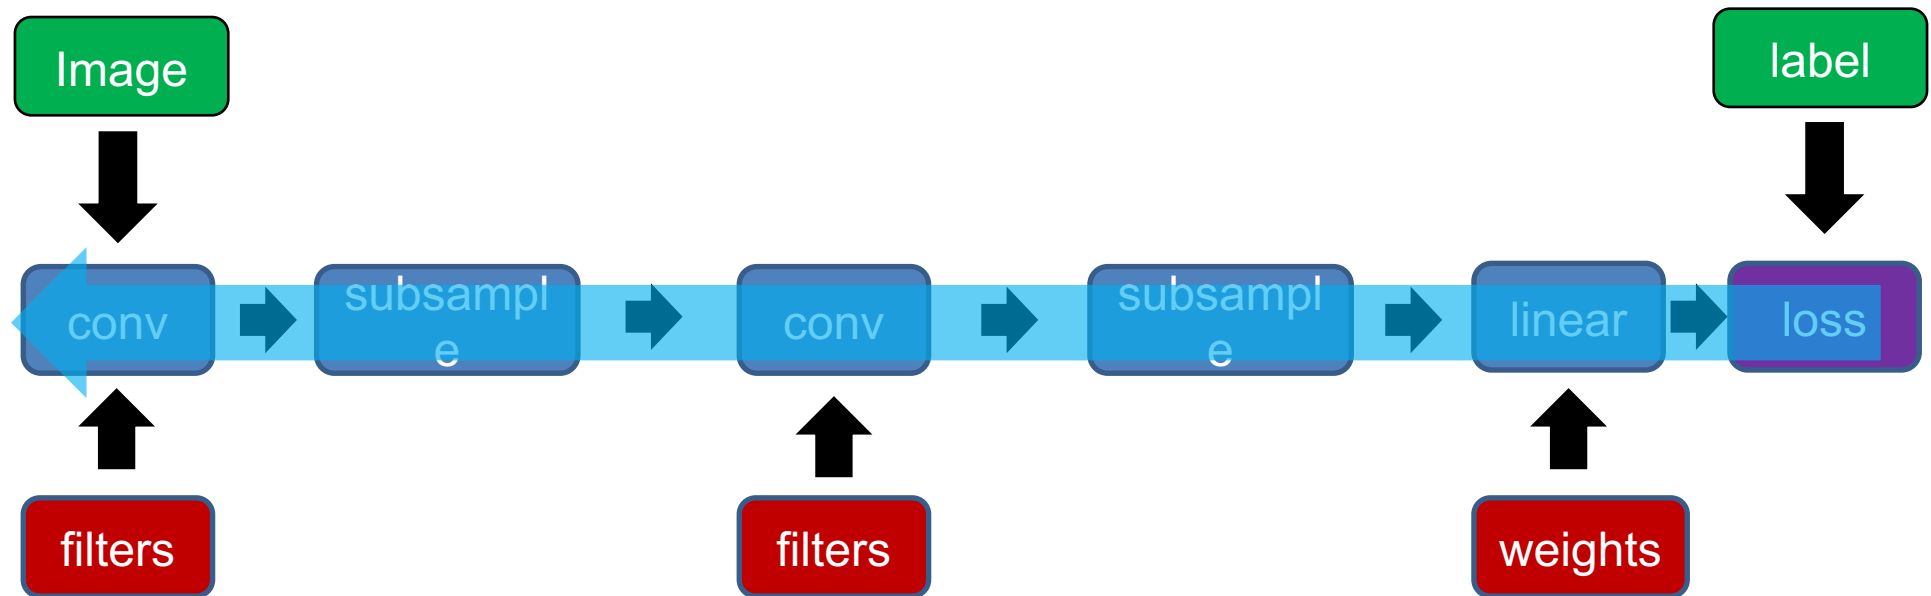 Image
label
conv
subsampl
e
conv
subsampl
e
linear
loss
filters
filters
weights